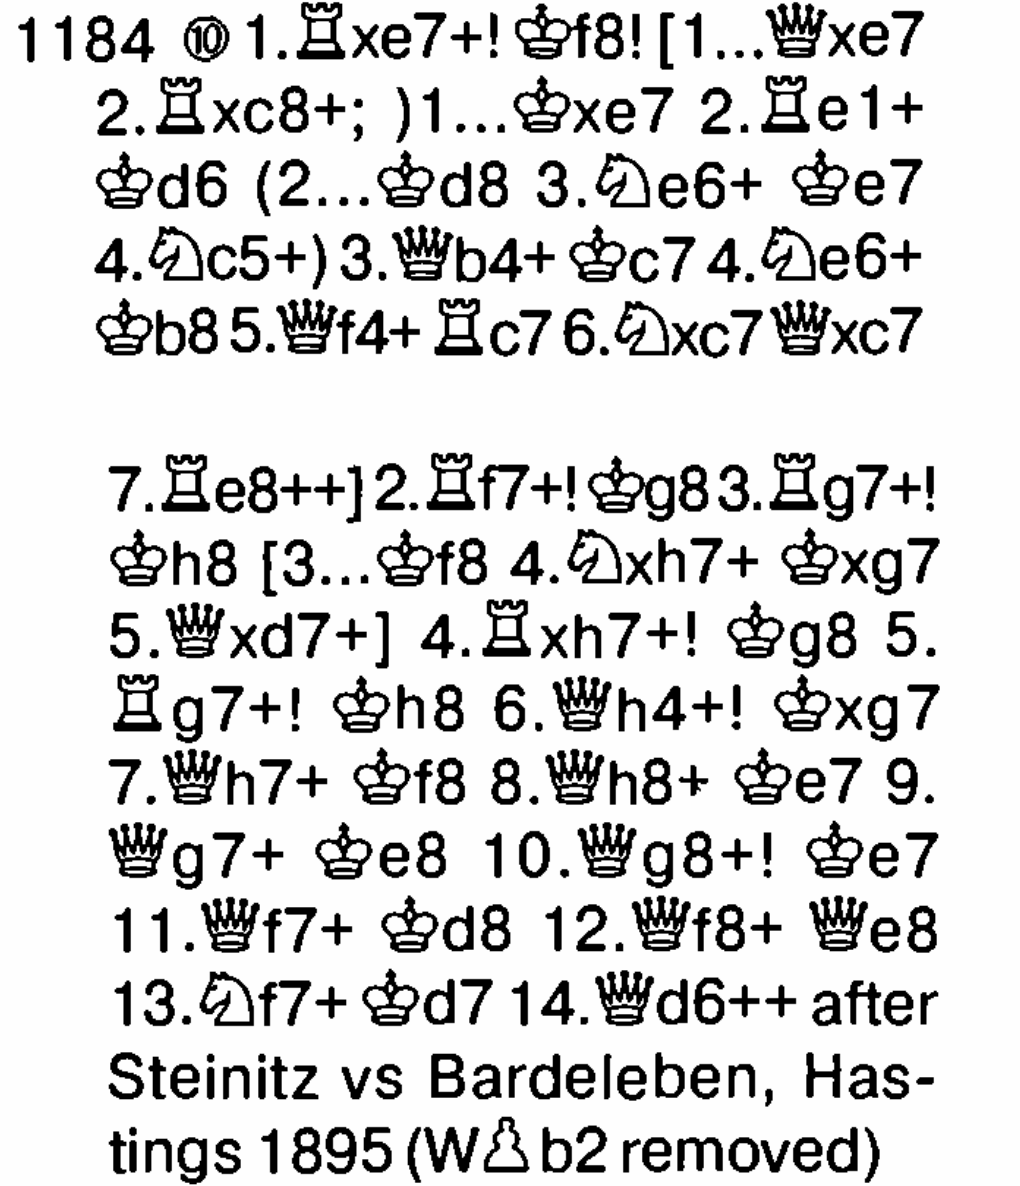 1184 ⑩ 1.♖xe7+! ♔f8! [1...♕xe7
2.♖xc8+; )1...♔xe7 2.♖e1+
♔d6 (2...♔d8 3.♘e6+ ♔e7
4.♘c5+) 3.♕b4+ ♔c7 4.♘e6+
♔b8 5.♕f4+ ♖c7 6.♘xc7 ♕xc7
7.♖e8++] 2.♖f7+! ♔g8 3.♖g7+!
♔h8 [3...♔f8 4.♘xh7+ ♔xg7
5.♕xd7+] 4.♖xh7+! ♔g8 5.
♖g7+! ♔h8 6.♕h4+! ♔xg7
7.♕h7+ ♔f8 8.♕h8+ ♔e7 9.
♕g7+ ♔e8 10.♕g8+! ♔e7
11.♕f7+ ♔d8 12.♕f8+ ♕e8
13.♘f7+ ♔d7 14.♕d6++ after
Steinitz vs Bardeleben, Has-
tings 1895 (W♙b2 removed)